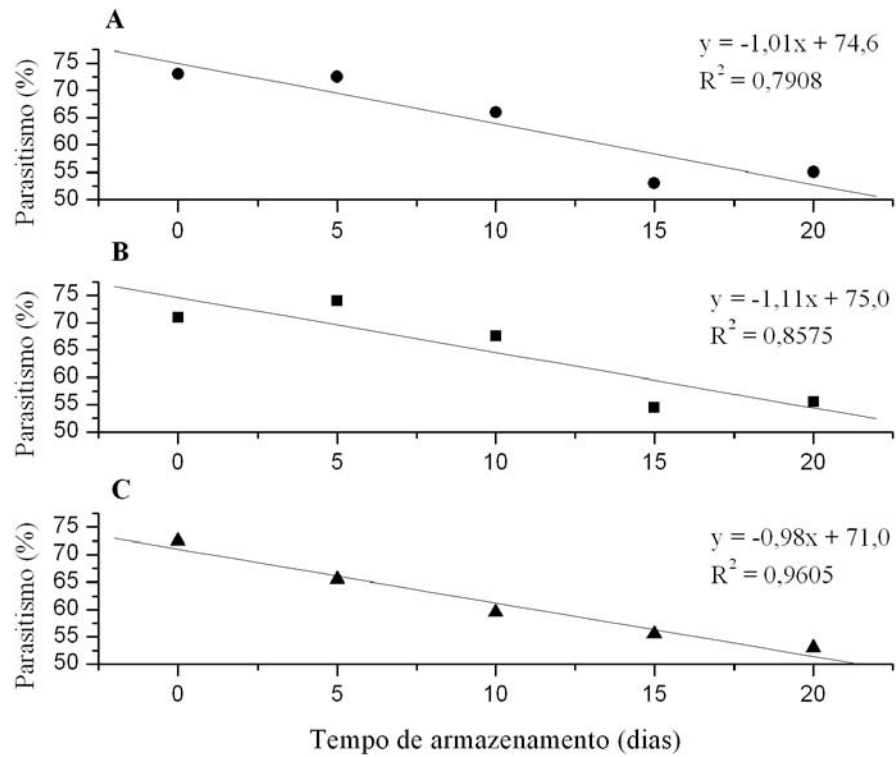 A
Parasitismo (%)
75
70
65
60
55
50
y = -1,01x + 74,6
R² = 0,7908
0 5 10 15 20
B
Parasitismo (%)
75
70
65
60
55
50
y = -1,11x + 75,0
R² = 0,8575
0 5 10 15 20
C
Parasitismo (%)
75
70
65
60
55
50
y = -0,98x + 71,0
R² = 0,9605
0 5 10 15 20
Tempo de armazenamento (dias)